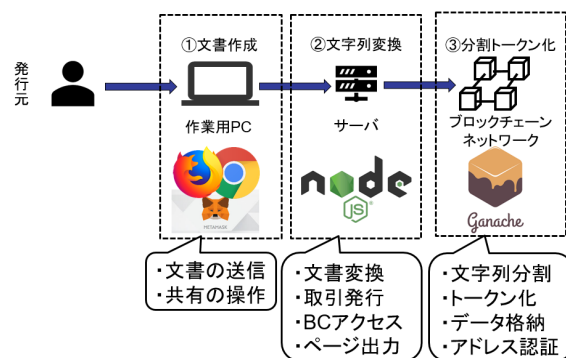 ①文書作成
②文字列変換
③分割トークン化
発行元
作業用PC
サーバ
ブロックチェーン
ネットワーク
METAMASK
node
JS
Ganache
・文書の送信
・共有の操作
・文書変換
・取引発行
・BCアクセス
・ページ出力
・文字列分割
・トークン化
・データ格納
・アドレス認証